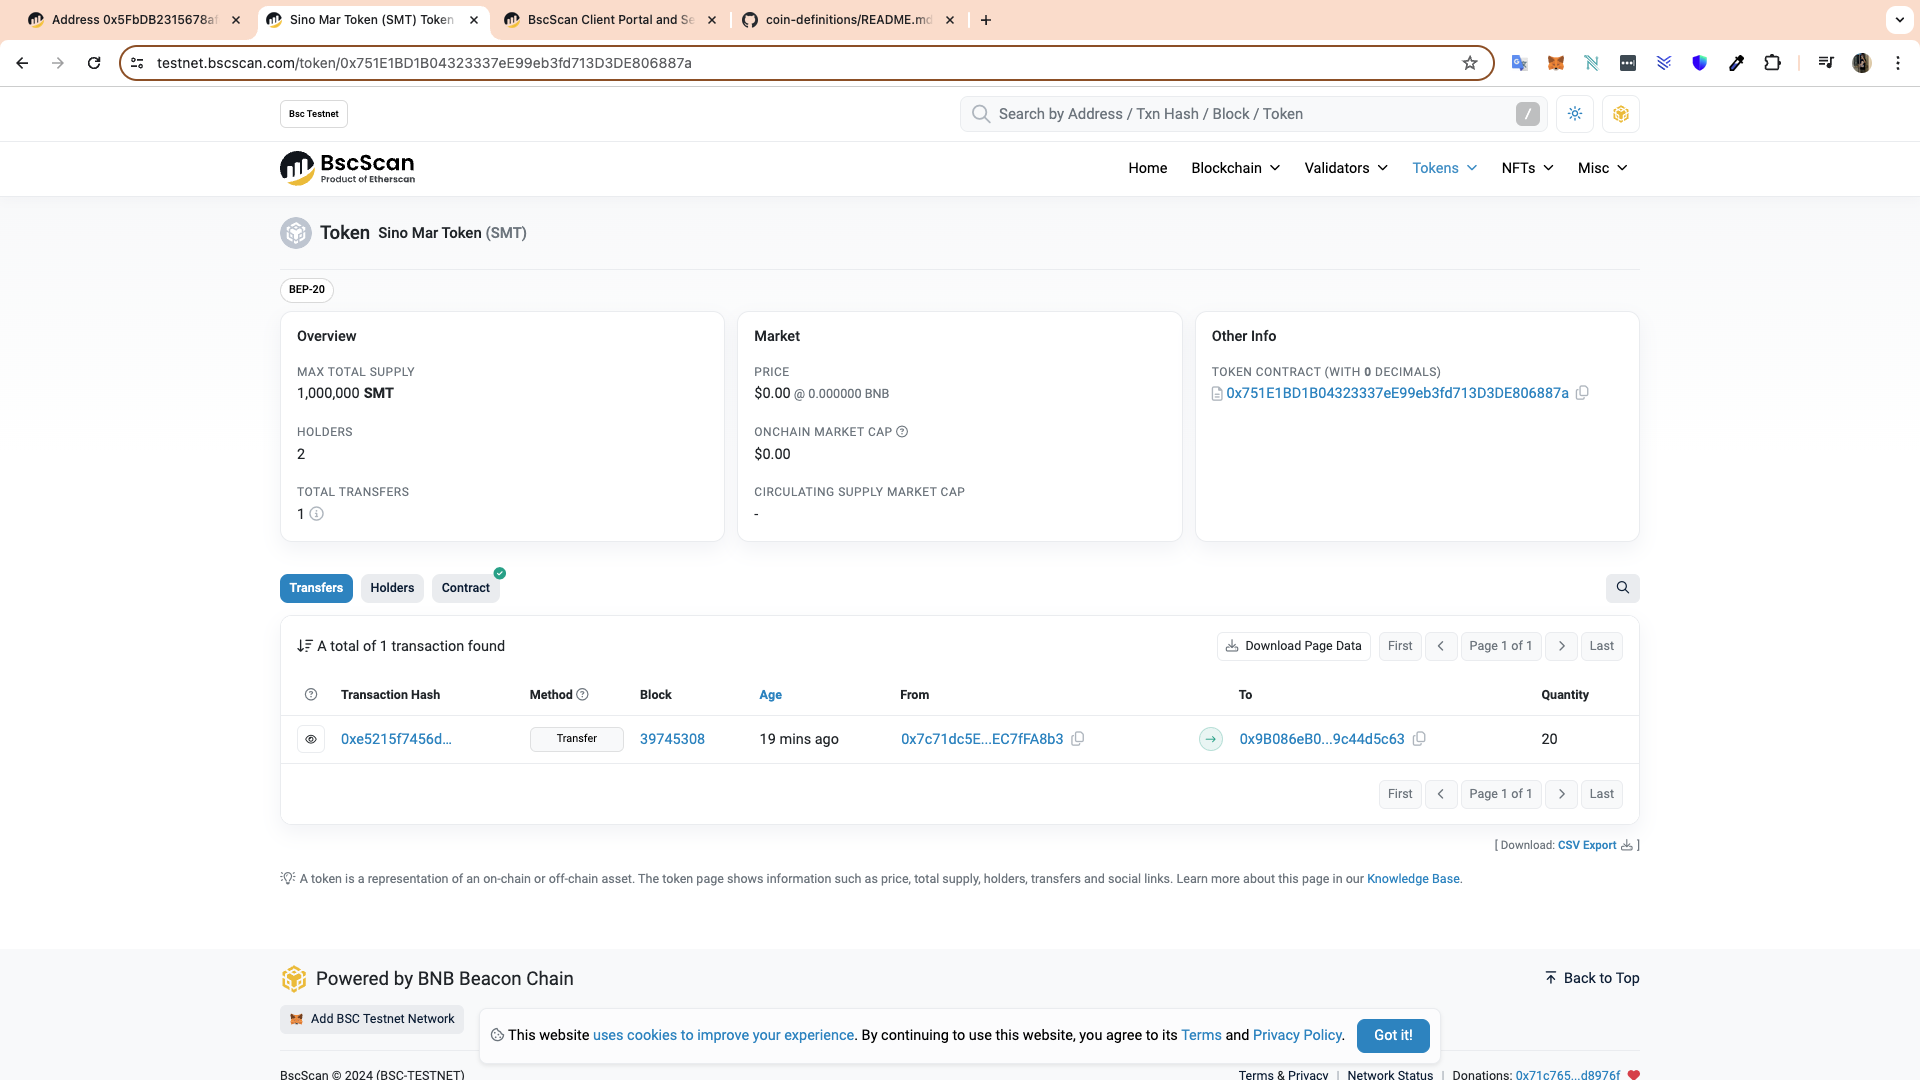 Address 0x5FbDB2315678af
Sino Mar Token (SMT) Token
BscScan Client Portal and Se
coin-definitions/README.md
testnet.bscscan.com/token/0x751E1BD1B04323337eE99eb3fd713D3DE806887a
Bsc Testnet
Search by Address / Txn Hash / Block / Token
/
BscScan
Product of Etherscan
Home
Blockchain
Validators
Tokens
NFTs
Misc
Token Sino Mar Token (SMT)
BEP-20
Overview
MAX TOTAL SUPPLY
1,000,000 SMT
HOLDERS
2
TOTAL TRANSFERS
1
Market
PRICE
$0.00 @ 0.000000 BNB
ONCHAIN MARKET CAP
$0.00
CIRCULATING SUPPLY MARKET CAP
-
Other Info
TOKEN CONTRACT (WITH 0 DECIMALS)
0x751E1BD1B04323337eE99eb3fd713D3DE806887a
Transfers
Holders
Contract
A total of 1 transaction found
Download Page Data
First
Page 1 of 1
Last
Transaction Hash
Method
Block
Age
From
To
Quantity
0xe5215f7456d...
Transfer
39745308
19 mins ago
0x7c71dc5E...EC7fFA8b3
0x9B086eB0...9c44d5c63
20
First
Page 1 of 1
Last
[ Download: CSV Export ]
A token is a representation of an on-chain or off-chain asset. The token page shows information such as price, total supply, holders, transfers and social links. Learn more about this page in our Knowledge Base.
Powered by BNB Beacon Chain
Back to Top
Add BSC Testnet Network
This website uses cookies to improve your experience. By continuing to use this website, you agree to its Terms and Privacy Policy.
Got it!
BscScan © 2024 (BSC-TESTNET)
Terms & Privacy | Network Status | Donations: 0x71c765...d8976f